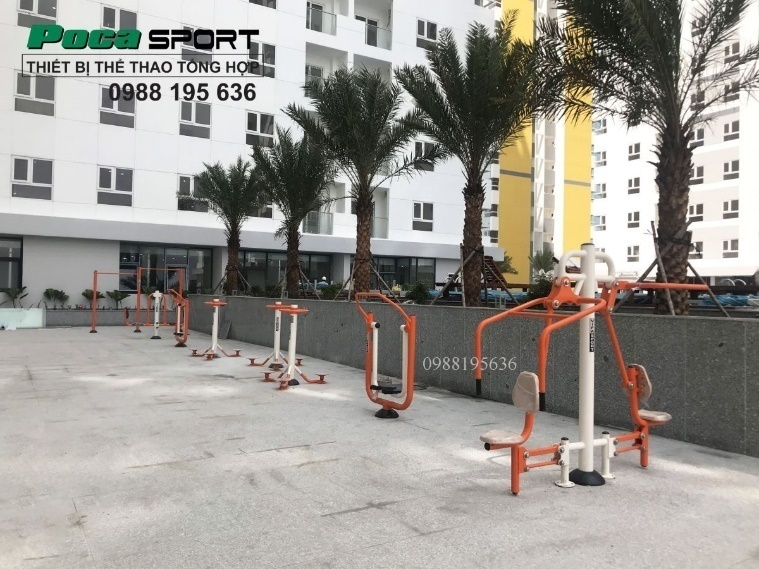 Poca SPORT
THIẾT BỊ THỂ THAO TỔNG HỢP
0988 195 636
0988195636